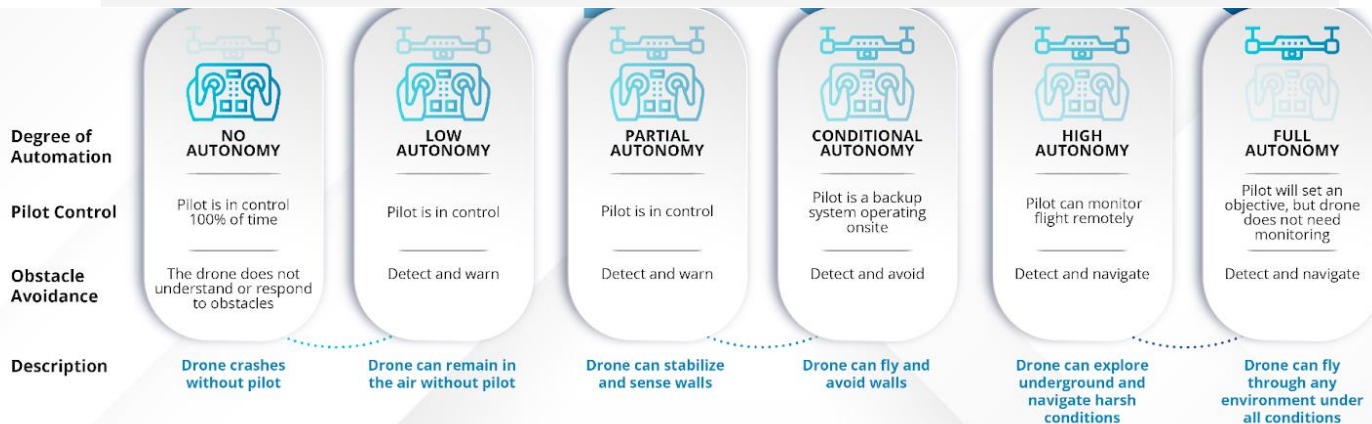 Degree of
Automation
NO
AUTONOMY
LOW
AUTONOMY
PARTIAL
AUTONOMY
CONDITIONAL
AUTONOMY
HIGH
AUTONOMY
FULL
AUTONOMY
Pilot Control
Pilot is in control
100% of time
Pilot is in control
Pilot is in control
Pilot is a backup
system operating
onsite
Pilot can monitor
flight remotely
Pilot will set an
objective, but drone
does not need
monitoring
Obstacle
Avoidance
The drone does not
understand or respond
to obstacles
Detect and warn
Detect and warn
Detect and avoid
Detect and navigate
Detect and navigate
Description
Drone crashes
without pilot
Drone can remain in
the air without pilot
Drone can stabilize
and sense walls
Drone can fly and
avoid walls
Drone can explore
underground and
navigate harsh
conditions
Drone can fly
through any
environment under
all conditions